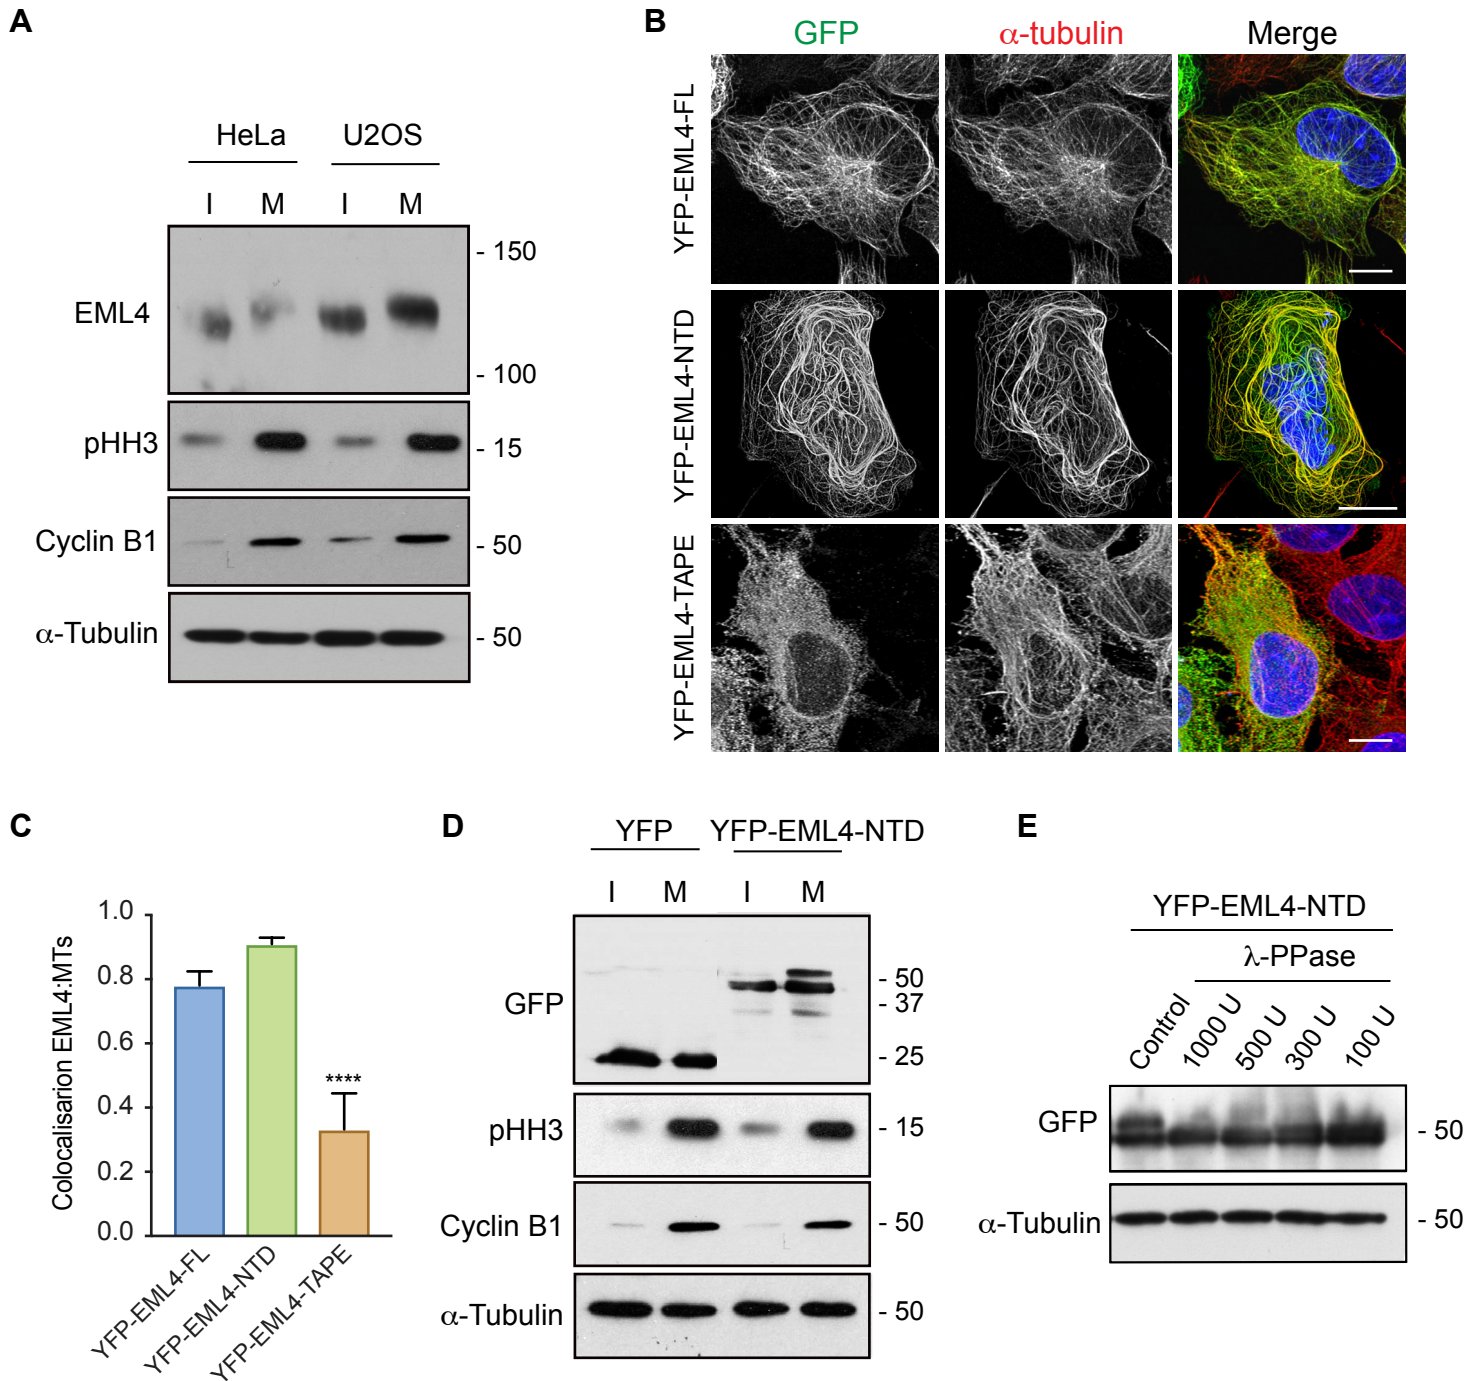 A
HeLa U2OS
I M I M
EML4
- 150
- 100
pHH3
- 15
Cyclin B1
- 50
α-Tubulin
- 50
B
GFP α-tubulin Merge
YFP-EML4-FL
YFP-EML4-NTD
YFP-EML4-TAPE
C
Colocalisarion EML4:MTs
1.0
0.8
0.6
0.4
0.2
0.0
****
YFP-EML4-FL
YFP-EML4-NTD
YFP-EML4-TAPE
D
YFP YFP-EML4-NTD
I M I M
GFP
- 50
- 37
- 25
pHH3
- 15
Cyclin B1
- 50
α-Tubulin
- 50
E
YFP-EML4-NTD
λ-PPase
Control 1000 U 500 U 300 U 100 U
GFP
- 50
α-Tubulin
- 50